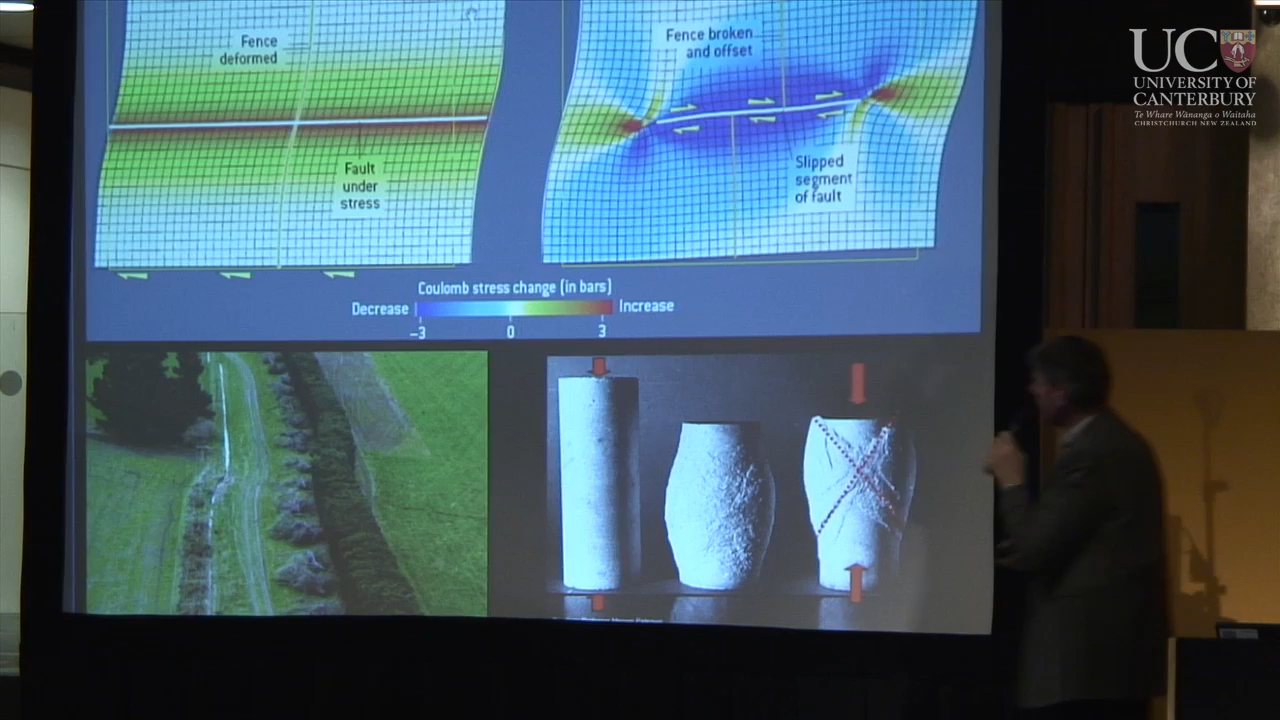 Fence
deformed
Fault
under
stress
Fence broken
and offset
Slipped
segment
of fault
Coulomb stress change (in bars)
Decrease
Increase
−3
0
3
UC
UNIVERSITY OF
CANTERBURY
Te Whare Wānanga o Waitaha
CHRISTCHURCH NEW ZEALAND